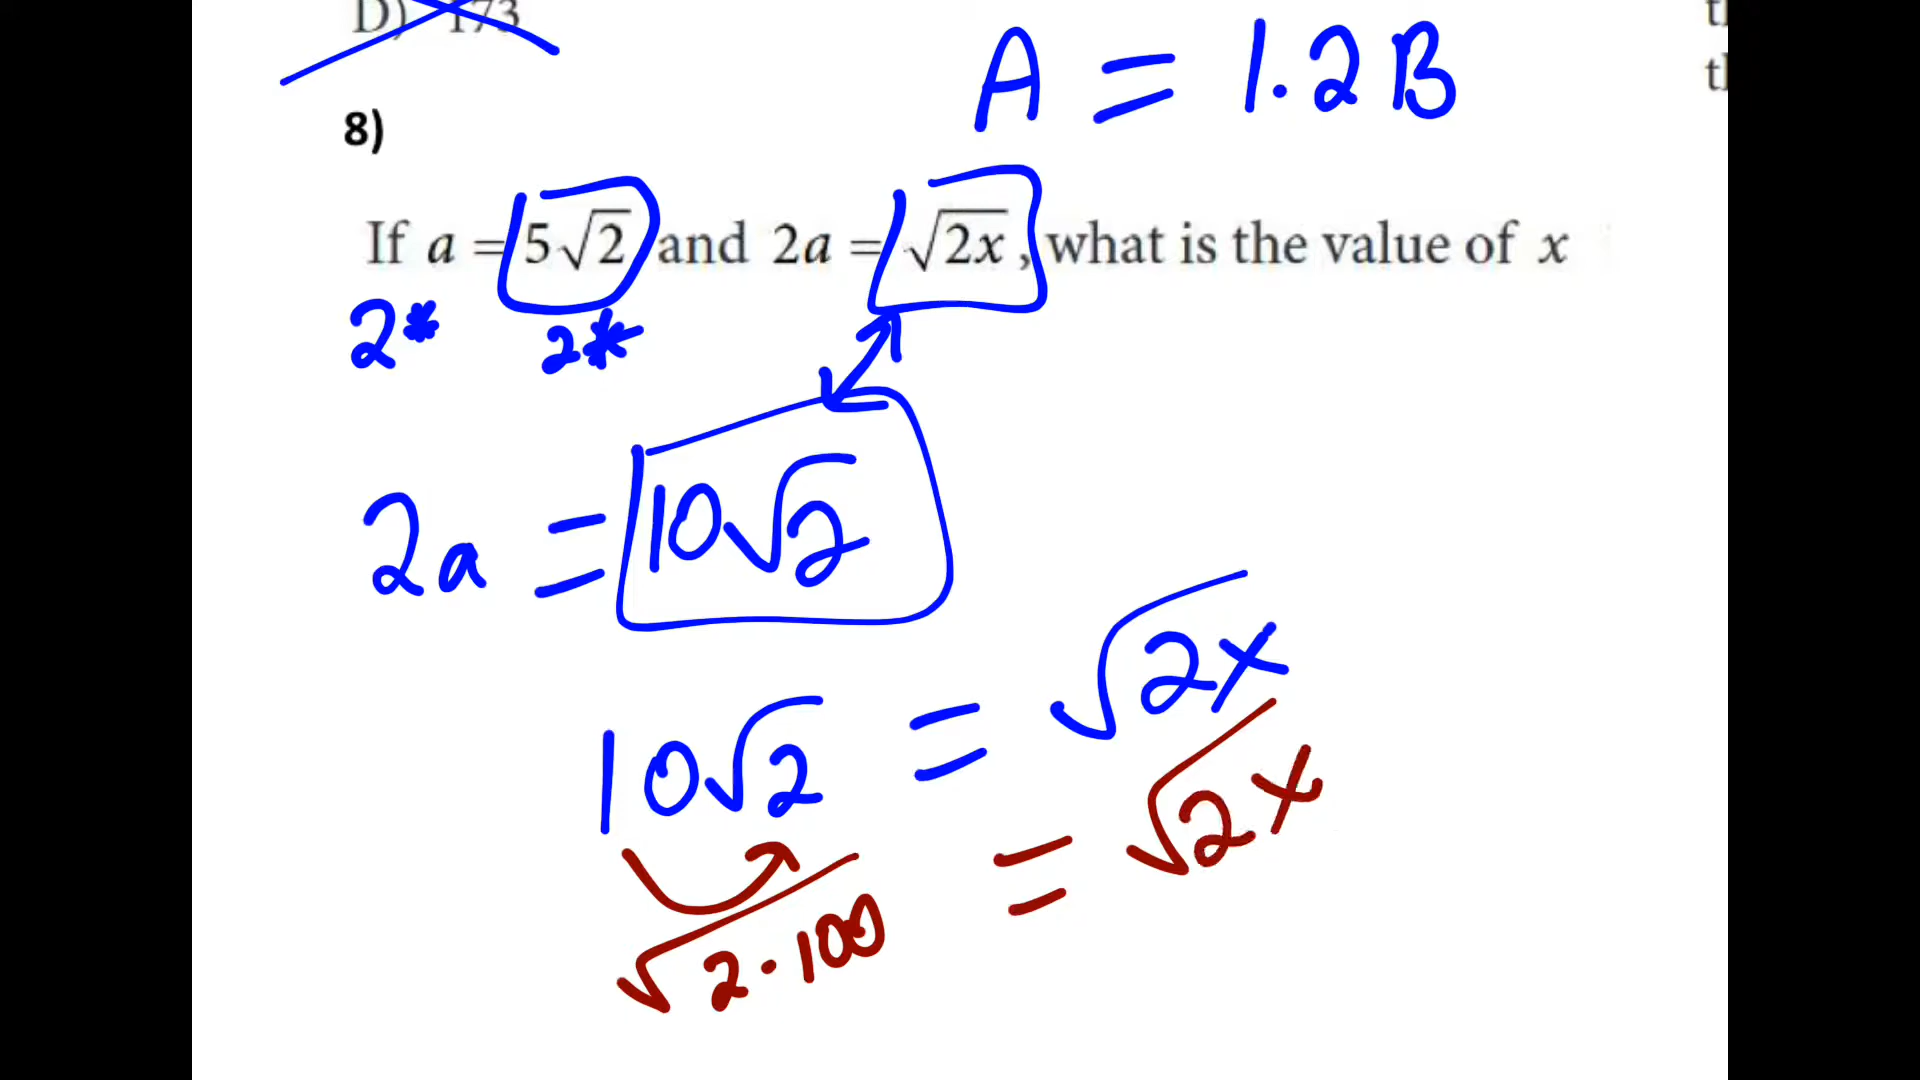 D) 173
A = 1.2B
8)
If a = 5√2 and 2a = √2x, what is the value of x
2* 2*
2a = 10√2
10√2 = √2x
√2·100 = √2x